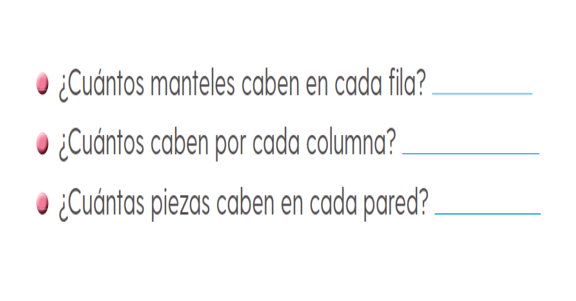 ¿Cuántos manteles caben en cada fila?
¿Cuántos caben por cada columna?
¿Cuántas piezas caben en cada pared?